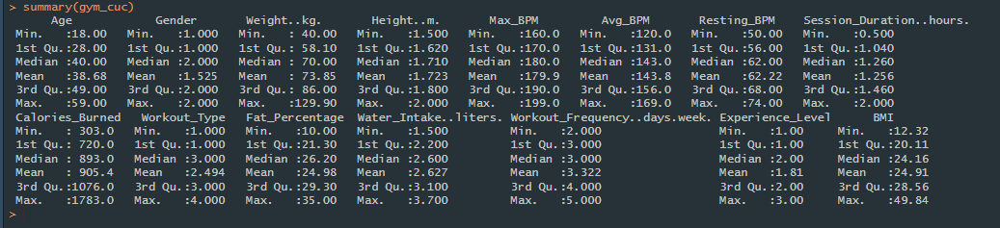 > summary(gym_cuc)
Age Gender Weight..kg. Height..m. Max_BPM Avg_BPM Resting_BPM Session_Duration..hours.
Min. :18.00 Min. :1.000 Min. : 40.00 Min. :1.500 Min. :160.0 Min. :120.0 Min. :50.00 Min. :0.500
1st Qu.:28.00 1st Qu.:1.000 1st Qu.: 58.10 1st Qu.:1.620 1st Qu.:170.0 1st Qu.:131.0 1st Qu.:56.00 1st Qu.:1.040
Median :40.00 Median :2.000 Median : 70.00 Median :1.710 Median :180.0 Median :143.0 Median :62.00 Median :1.260
Mean :38.68 Mean :1.525 Mean : 73.85 Mean :1.723 Mean :179.9 Mean :143.8 Mean :62.22 Mean :1.256
3rd Qu.:49.00 3rd Qu.:2.000 3rd Qu.: 86.00 3rd Qu.:1.800 3rd Qu.:190.0 3rd Qu.:156.0 3rd Qu.:68.00 3rd Qu.:1.460
Max. :59.00 Max. :2.000 Max. :129.90 Max. :2.000 Max. :199.0 Max. :169.0 Max. :74.00 Max. :2.000
Calories_Burned Workout_Type Fat_Percentage Water_Intake..liters. Workout_Frequency..days.week. Experience_Level BMI
Min. : 303.0 Min. :1.000 Min. :10.00 Min. :1.500 Min. :2.000 Min. :1.00 Min. :12.32
1st Qu.: 720.0 1st Qu.:1.000 1st Qu.:21.30 1st Qu.:2.200 1st Qu.:3.000 1st Qu.:1.00 1st Qu.:20.11
Median : 893.0 Median :3.000 Median :26.20 Median :2.600 Median :3.000 Median :2.00 Median :24.16
Mean : 905.4 Mean :2.494 Mean :24.98 Mean :2.627 Mean :3.322 Mean :1.81 Mean :24.91
3rd Qu.:1076.0 3rd Qu.:3.000 3rd Qu.:29.30 3rd Qu.:3.100 3rd Qu.:4.000 3rd Qu.:2.00 3rd Qu.:28.56
Max. :1783.0 Max. :4.000 Max. :35.00 Max. :3.700 Max. :5.000 Max. :3.00 Max. :49.84
>